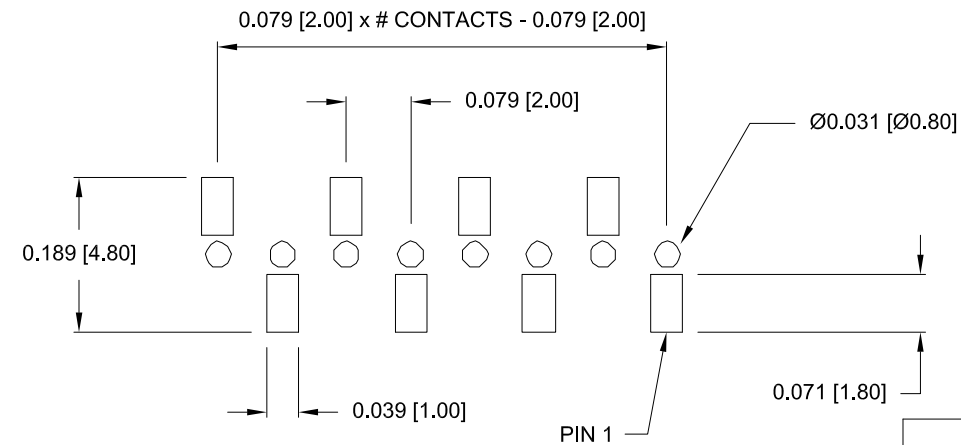 0.079 [2.00] x # CONTACTS - 0.079 [2.00]
0.079 [2.00]
Ø0.031 [Ø0.80]
0.189 [4.80]
0.071 [1.80]
0.039 [1.00]
PIN 1